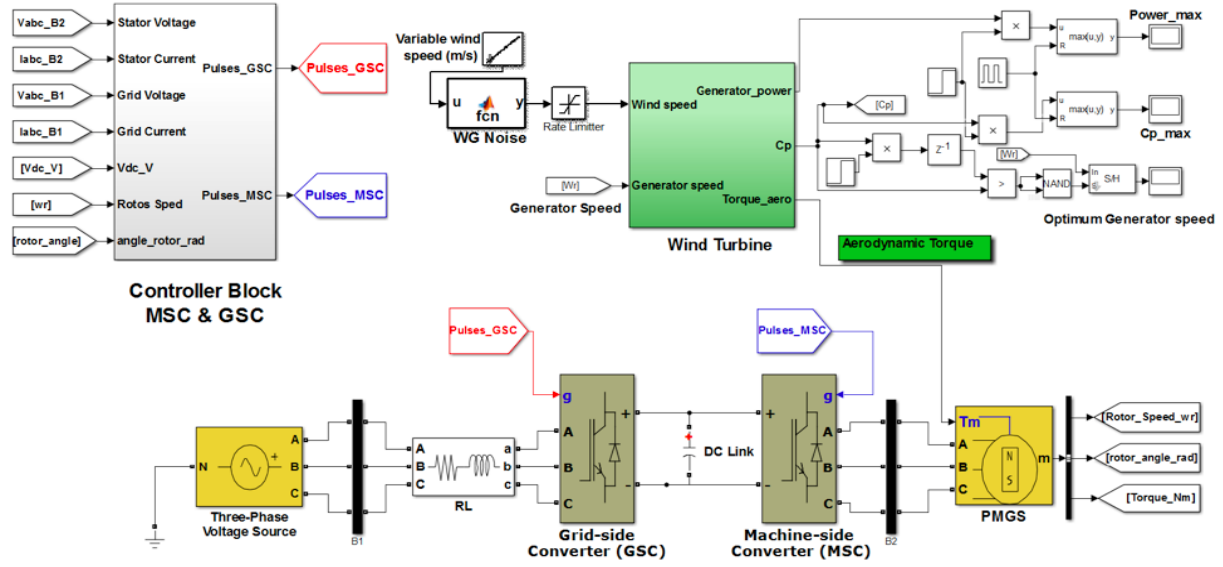 Vabc_B2
Iabc_B2
Vabc_B1
Iabc_B1
[Vdc_V]
[wr]
[rotor_angle]
Stator Voltage
Stator Current
Grid Voltage
Grid Current
Vdc_V
Rotos Sped
angle_rotor_rad
Pulses_GSC
Pulses_MSC
Pulses_GSC
Pulses_MSC
Controller Block
MSC & GSC
Variable wind
speed (m/s)
u
y
fcn
WG Noise
Rate Limitter
[Wr]
Generator Speed
Wind speed
Generator speed
Generator_power
Cp
Torque_aero
Wind Turbine
×
u
R
max(u,y)
y
Power_max
[Cp]
×
u
R
max(u,y)
y
Cp_max
×
Z-1
>
NAND
[Wr]
In
S/H
Optimum Generator speed
Aerodynamic Torque
Pulses_GSC
Pulses_MSC
N
+
A
B
C
Three-Phase
Voltage Source
B1
A
B
C
a
b
c
RL
g
A
B
C
+
-
Grid-side
Converter (GSC)
+
DC Link
g
+
-
A
B
C
Machine-side
Converter (MSC)
B2
Tm
A
B
C
N
S
m
PMGS
[Rotor_Speed_wr]
[rotor_angle_rad]
[Torque_Nm]